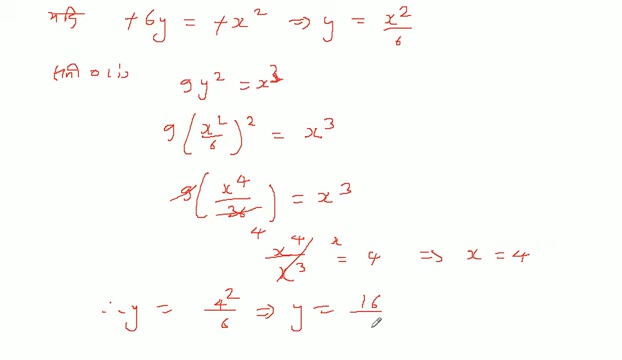 +6y = +x² ⇒ y = x²/6
9y² = x³
9(x²/6)² = x³
9(x⁴/36) = x³
4
x⁴/x³ x = 4 ⇒ x = 4
∴ y = 4²/6 ⇒ y = 16/